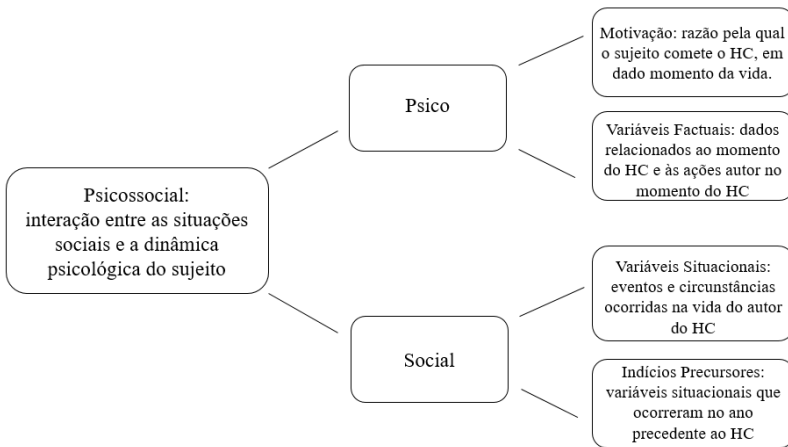 Psicossocial:
interação entre as situações
sociais e a dinâmica
psicológica do sujeito
Psico
Motivação: razão pela qual
o sujeito comete o HC, em
dado momento da vida.
Variáveis Factuais: dados
relacionados ao momento
do HC e às ações autor no
momento do HC
Social
Variáveis Situacionais:
eventos e circunstâncias
ocorridas na vida do autor
do HC
Indícios Precursores:
variáveis situacionais que
ocorreram no ano
precedente ao HC